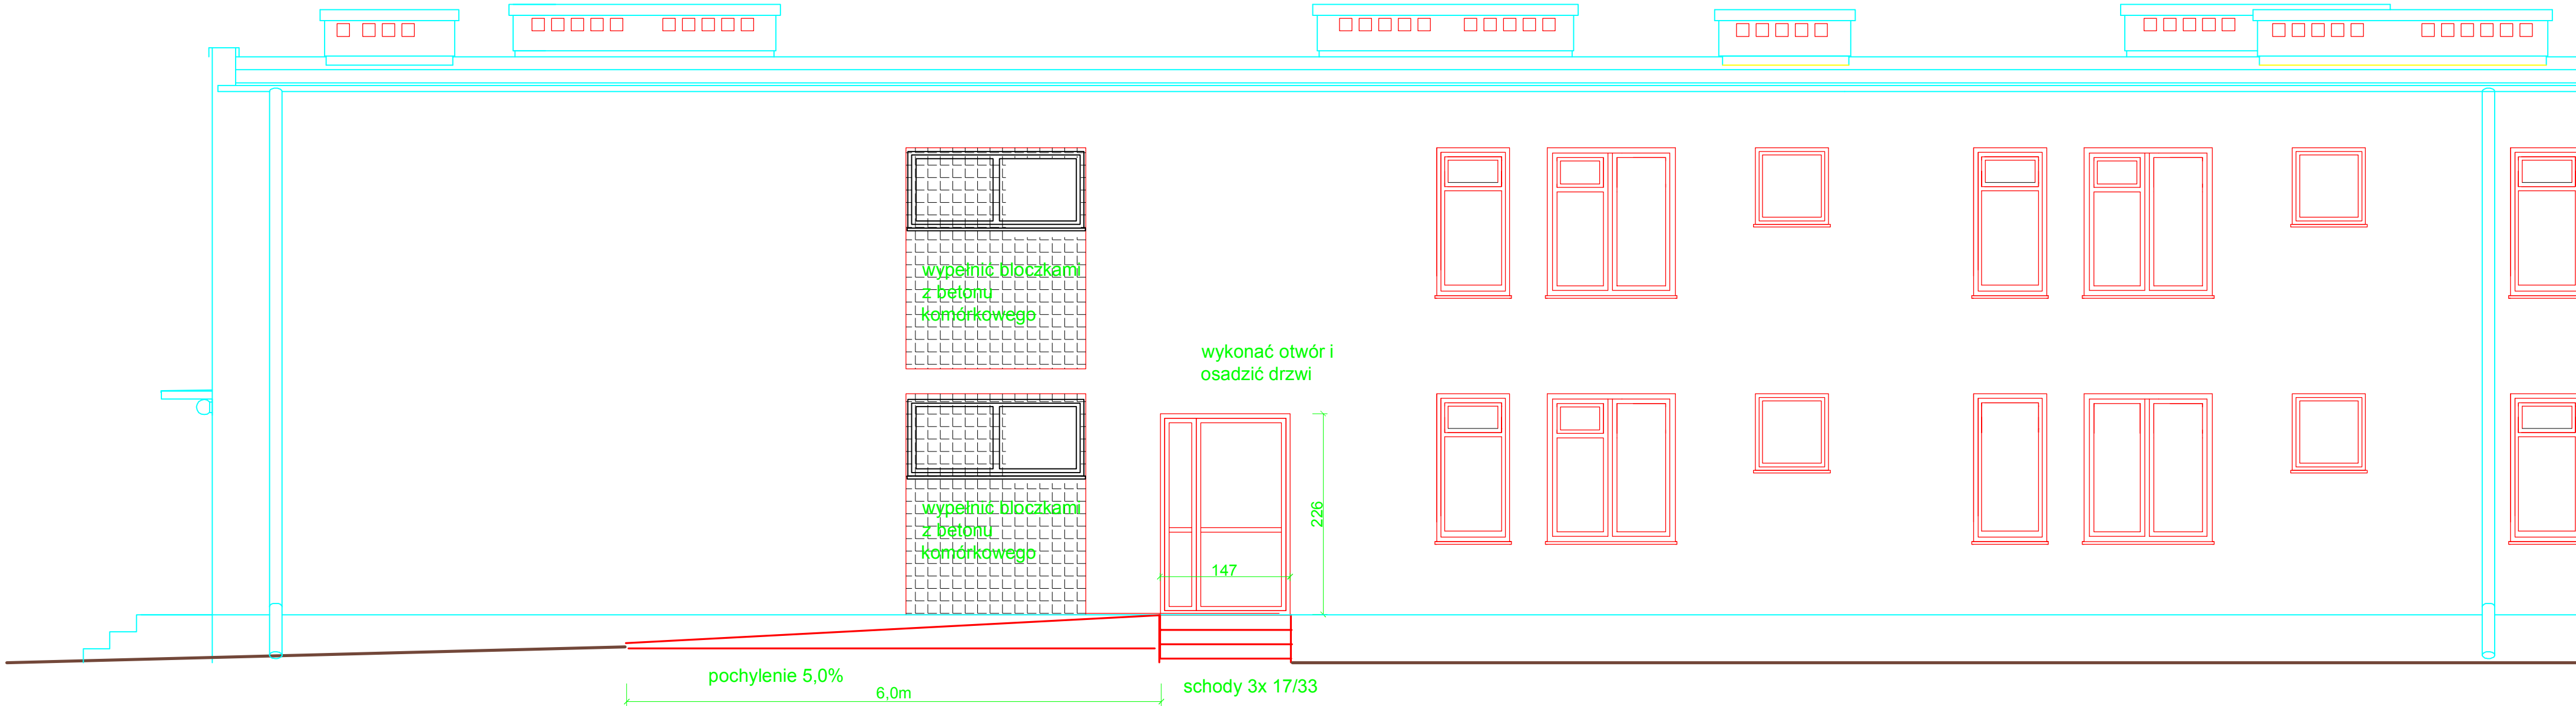 wypełnić bloczkami
z betonu
komórkowego
wykonać otwór i
osadzić drzwi
wypełnić bloczkami
z betonu
komórkowego
226
147
pochylenie 5,0%
6,0m
schody 3x 17/33